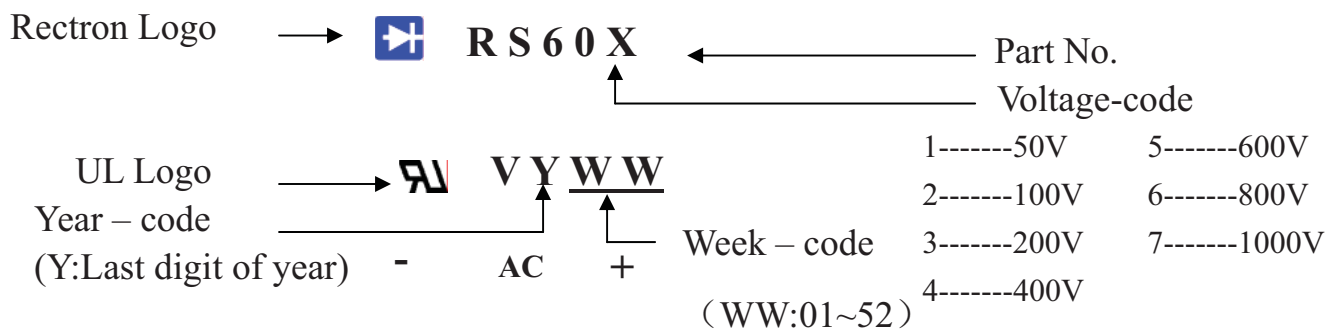 Rectron Logo R S 6 0 X Part No.
Voltage-code
1-------50V 5-------600V
UL Logo V Y W W
2-------100V 6-------800V
Year – code
Week – code
3-------200V 7-------1000V
(Y:Last digit of year) - AC +
4-------400V
（WW:01~52）